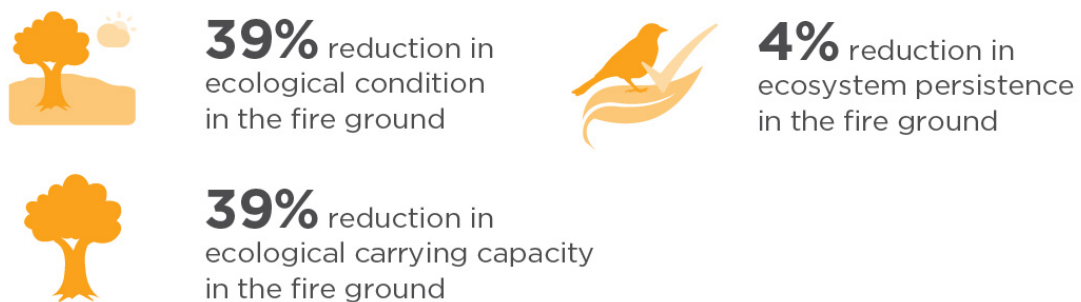 39% reduction in
ecological condition
in the fire ground
4% reduction in
ecosystem persistence
in the fire ground
39% reduction in
ecological carrying capacity
in the fire ground